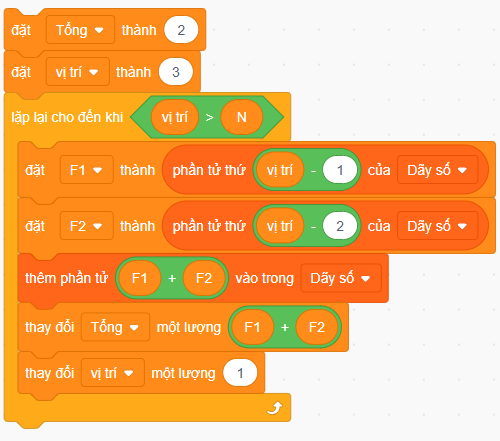 đặt Tổng thành 2
đặt vị trí thành 3
lặp lại cho đến khi vị trí > N
đặt F1 thành phần tử thứ vị trí - 1 của Dãy số
đặt F2 thành phần tử thứ vị trí - 2 của Dãy số
thêm phần tử F1 + F2 vào trong Dãy số
thay đổi Tổng một lượng F1 + F2
thay đổi vị trí một lượng 1